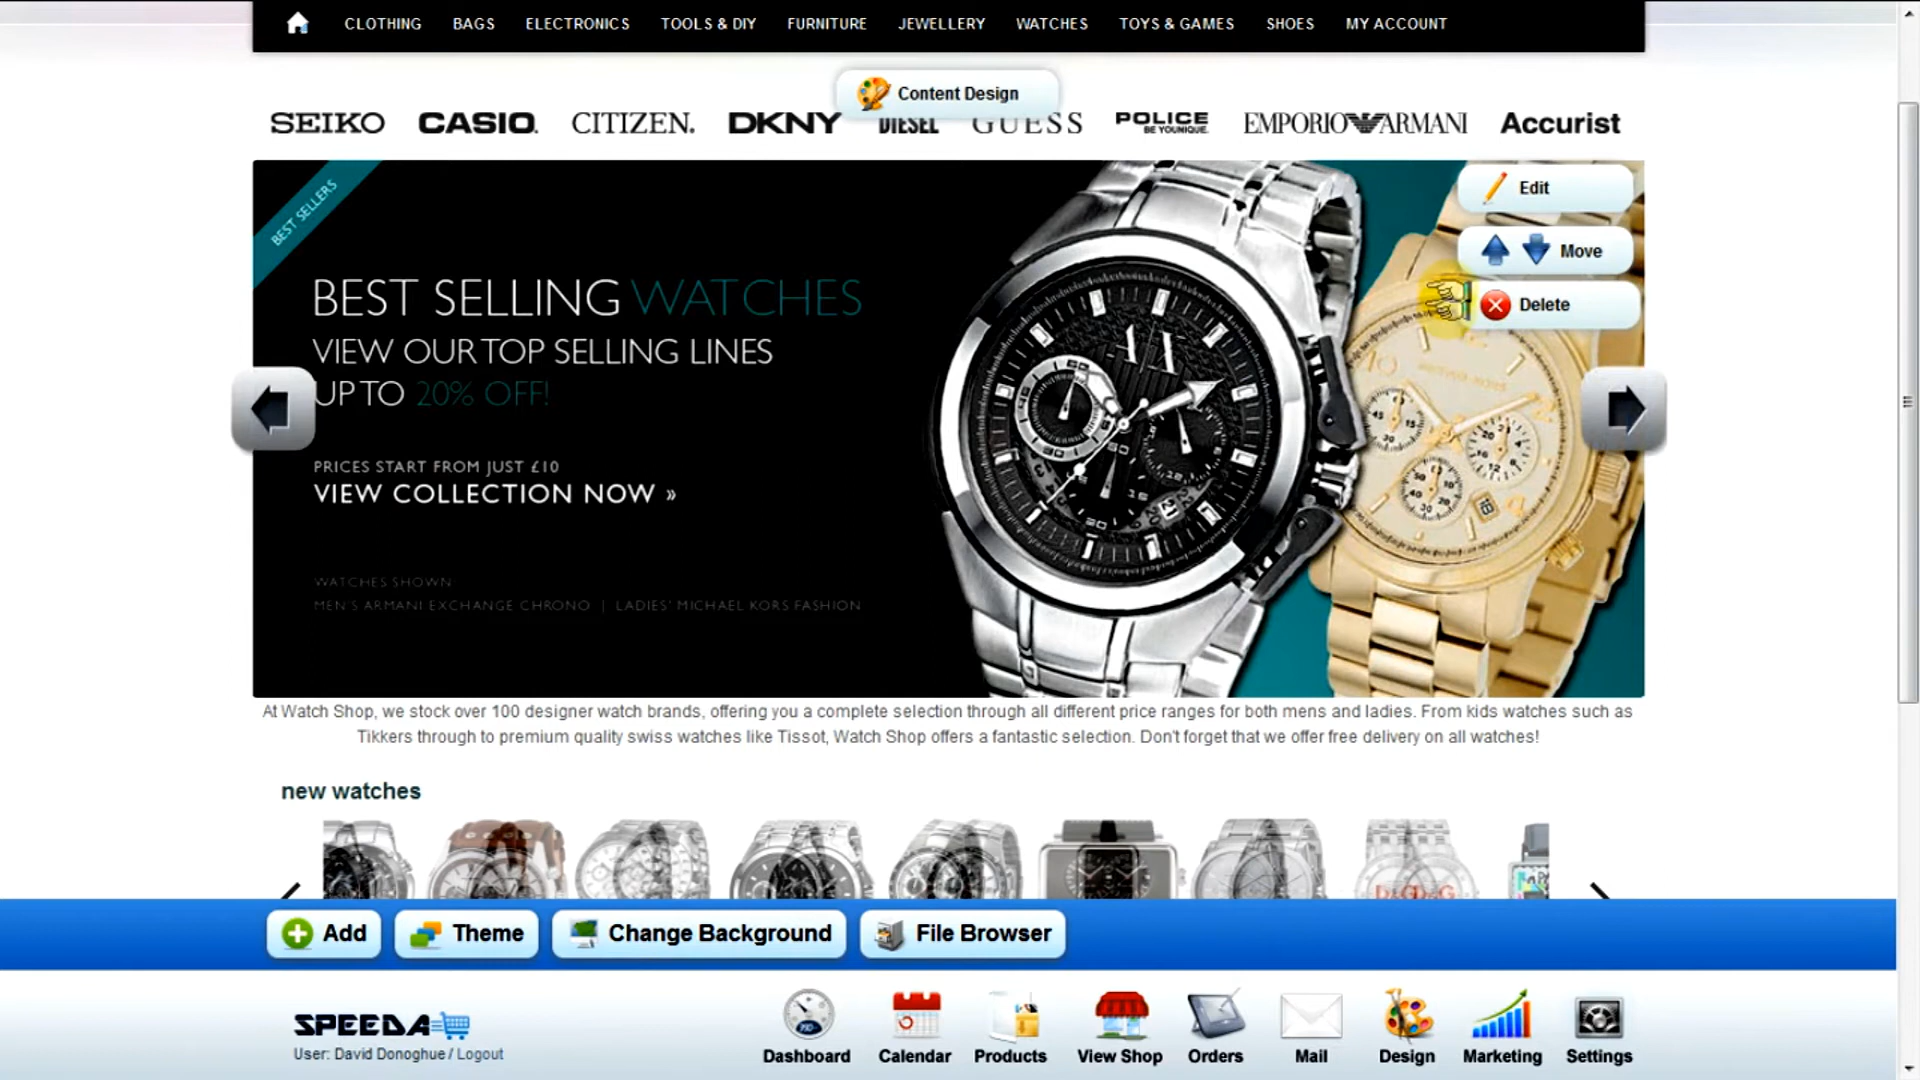 CLOTHING BAGS ELECTRONICS TOOLS & DIY FURNITURE JEWELLERY WATCHES TOYS & GAMES SHOES MY ACCOUNT
Content Design
SEIKO CASIO. CITIZEN. DKNY DIESEL GUESS POLICE EMPORIO ARMANI Accurist
BE YOUNIQUE.
BEST SELLERS
Edit
Move
Delete
BEST SELLING WATCHES
VIEW OUR TOP SELLING LINES
UP TO 20% OFF!
PRICES START FROM JUST £10
VIEW COLLECTION NOW »
WATCHES SHOWN
MEN'S ARMANI EXCHANGE CHRONO | LADIES' MICHAEL KORS FASHION
At Watch Shop, we stock over 100 designer watch brands, offering you a complete selection through all different price ranges for both mens and ladies. From kids watches such as
Tikkers through to premium quality swiss watches like Tissot, Watch Shop offers a fantastic selection. Don't forget that we offer free delivery on all watches!
new watches
Add Theme Change Background File Browser
SPEEDA
User: David Donoghue / Logout
Dashboard Calendar Products View Shop Orders Mail Design Marketing Settings